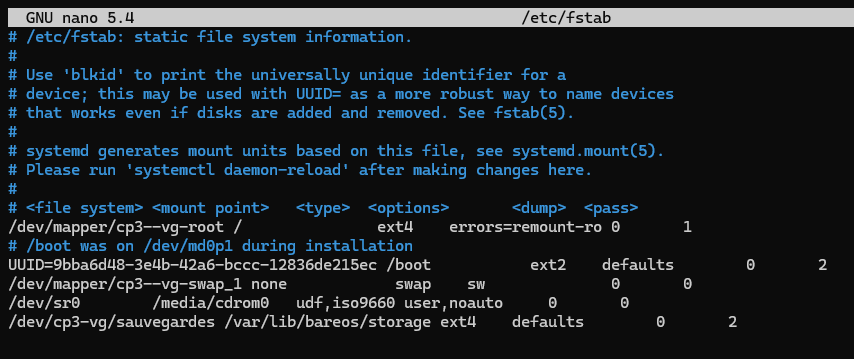 GNU nano 5.4 /etc/fstab
# /etc/fstab: static file system information.
#
# Use 'blkid' to print the universally unique identifier for a
# device; this may be used with UUID= as a more robust way to name devices
# that works even if disks are added and removed. See fstab(5).
#
# systemd generates mount units based on this file, see systemd.mount(5).
# Please run 'systemctl daemon-reload' after making changes here.
#
# <file system> <mount point>   <type>  <options>       <dump>  <pass>
/dev/mapper/cp3--vg-root /               ext4    errors=remount-ro 0       1
# /boot was on /dev/md0p1 during installation
UUID=9bba6d48-3e4b-42a6-bccc-12836de215ec /boot           ext2    defaults        0       2
/dev/mapper/cp3--vg-swap_1 none            swap    sw              0       0
/dev/sr0        /media/cdrom0   udf,iso9660 user,noauto     0       0
/dev/cp3-vg/sauvegardes /var/lib/bareos/storage ext4    defaults        0       2